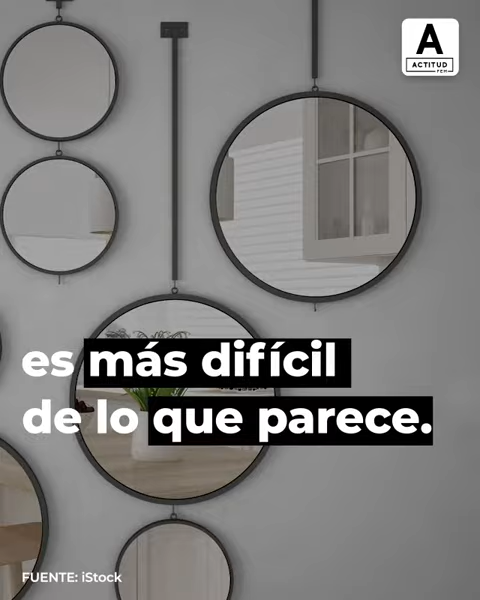 A
ACTITUD
FEM
es más difícil
de lo que parece.
FUENTE: iStock